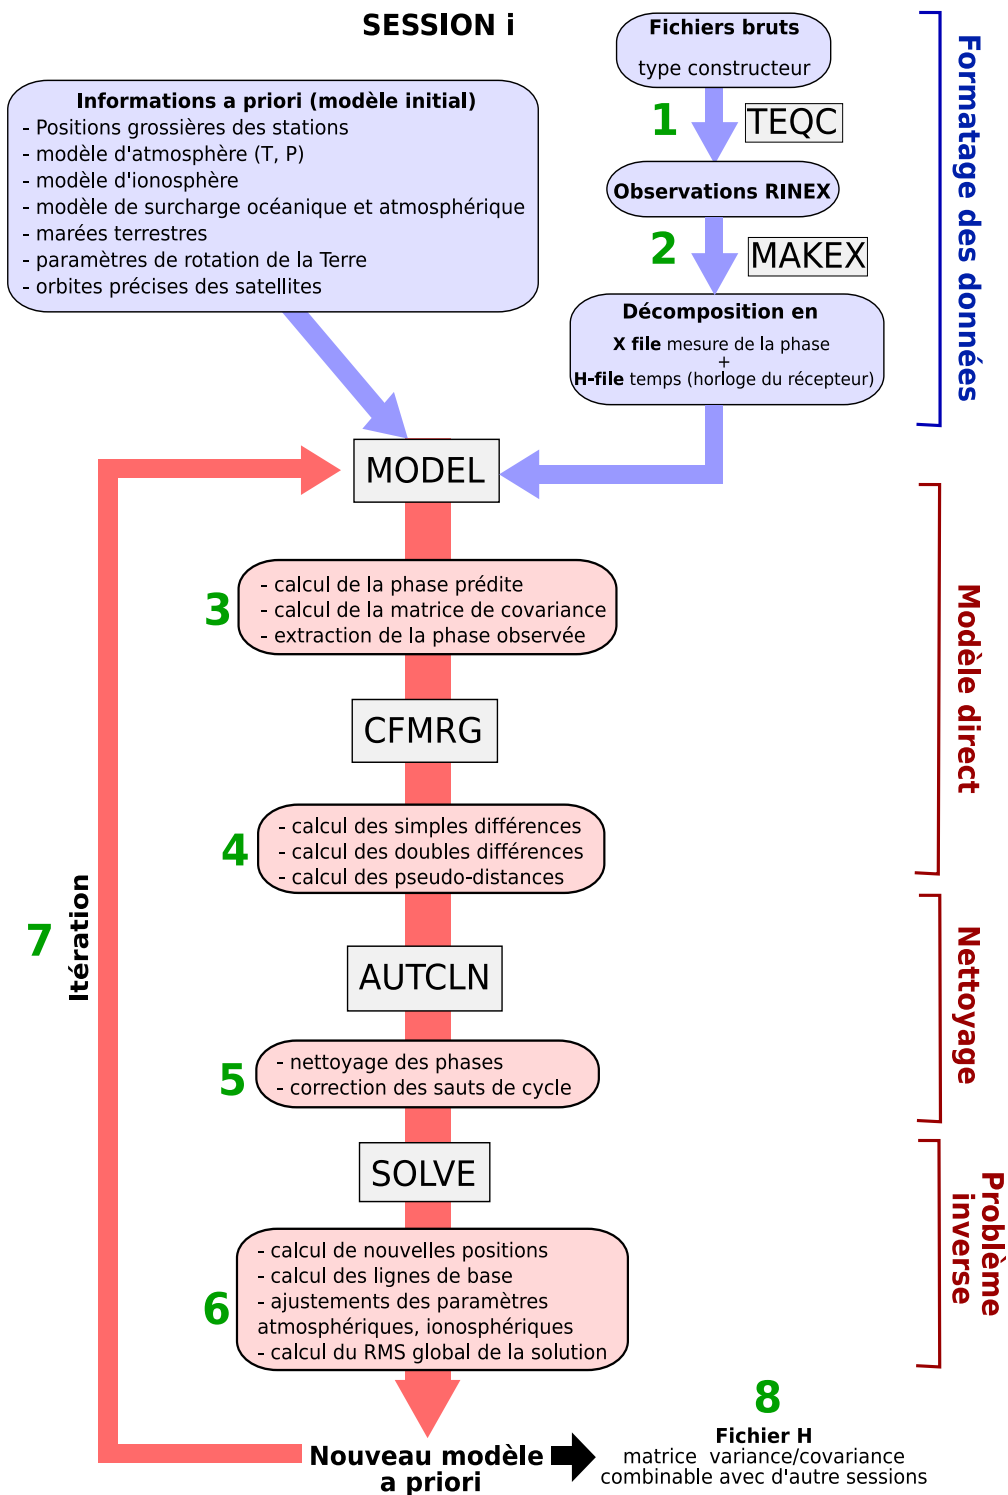 SESSION i
Informations a priori (modèle initial)
- Positions grossières des stations
- modèle d'atmosphère (T, P)
- modèle d'ionosphère
- modèle de surcharge océanique et atmosphérique
- marées terrestres
- paramètres de rotation de la Terre
- orbites précises des satellites
Fichiers bruts
type constructeur
1
TEQC
Observations RINEX
2
MAKEX
Décomposition en
X file mesure de la phase
+
H-file temps (horloge du récepteur)
Formatage des données
MODEL
3
- calcul de la phase prédite
- calcul de la matrice de covariance
- extraction de la phase observée
CFMRG
4
- calcul des simples différences
- calcul des doubles différences
- calcul des pseudo-distances
Modèle direct
AUTCLN
5
- nettoyage des phases
- correction des sauts de cycle
Nettoyage
SOLVE
6
- calcul de nouvelles positions
- calcul des lignes de base
- ajustements des paramètres
atmosphériques, ionosphériques
- calcul du RMS global de la solution
Problème
inverse
7
Itération
Nouveau modèle
a priori
8
Fichier H
matrice variance/covariance
combinable avec d'autre sessions